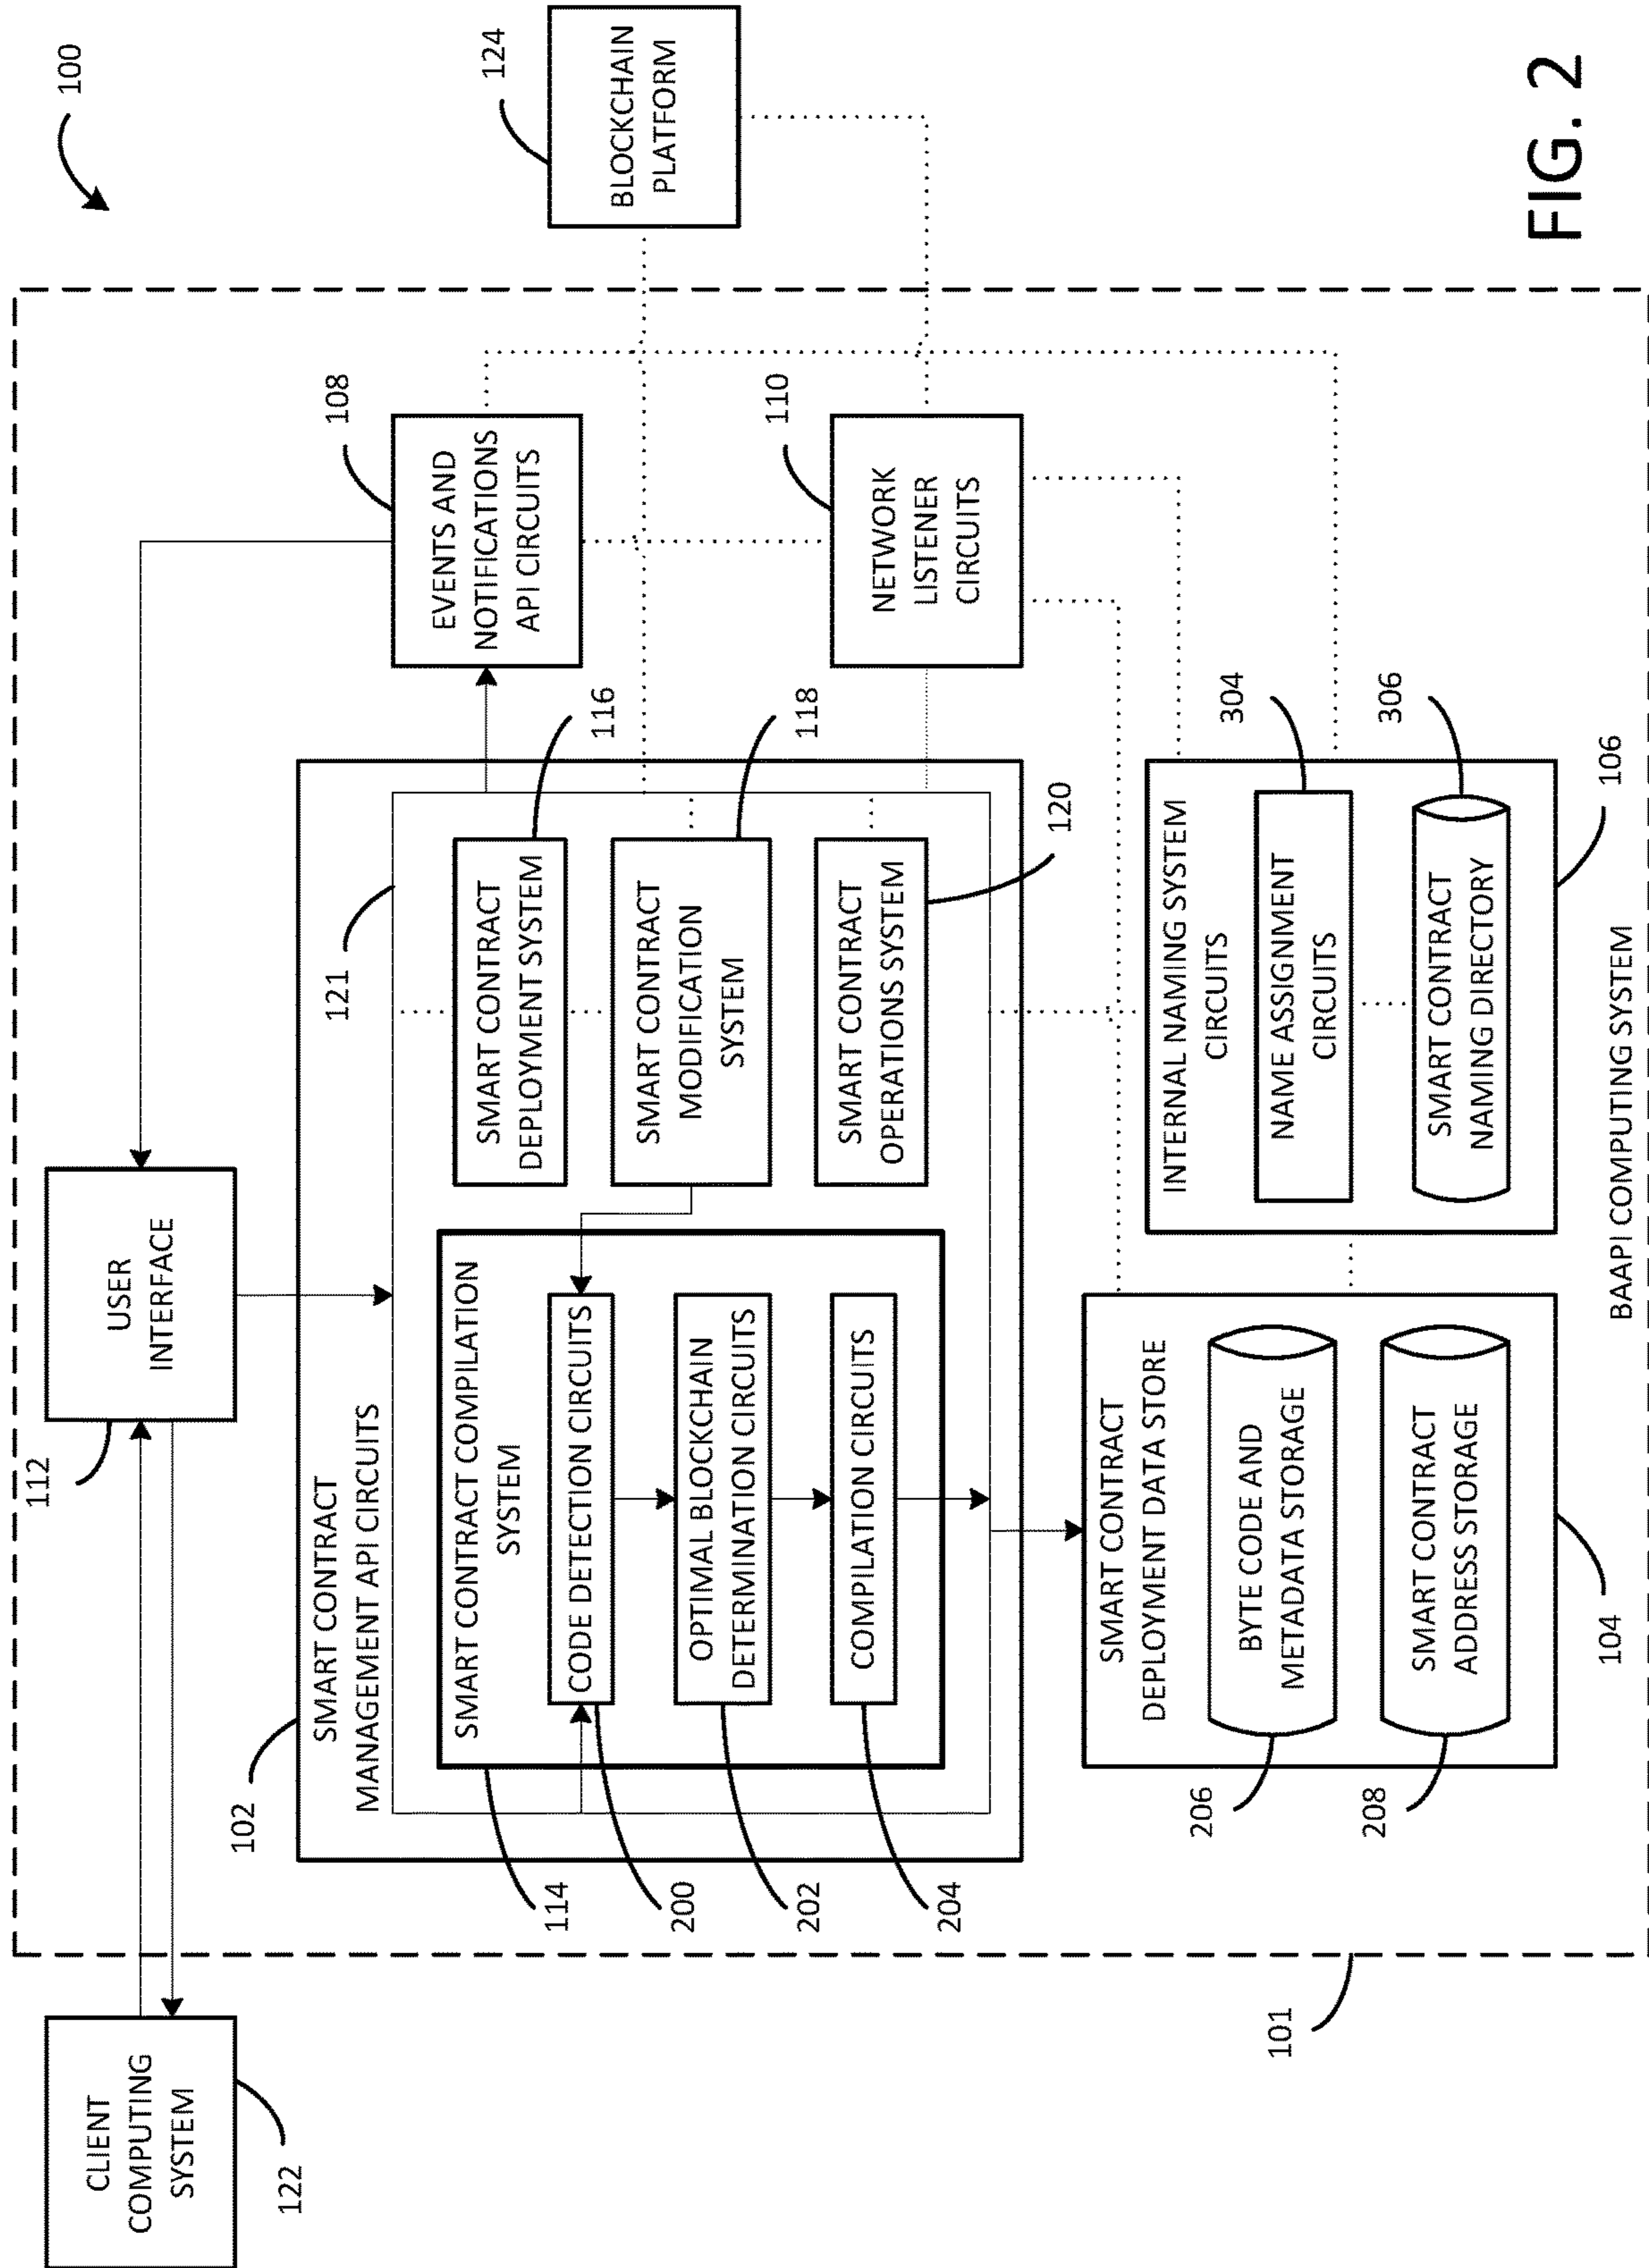 100
CLIENT
COMPUTING
SYSTEM
122
USER
INTERFACE
112
101
102
SMART CONTRACT
MANAGEMENT API CIRCUITS
121
SMART CONTRACT COMPILATION
SYSTEM
114
CODE DETECTION CIRCUITS
200
OPTIMAL BLOCKCHAIN
DETERMINATION CIRCUITS
202
COMPILATION CIRCUITS
204
SMART CONTRACT
DEPLOYMENT SYSTEM
116
SMART CONTRACT
MODIFICATION
SYSTEM
118
SMART CONTRACT
OPERATIONS SYSTEM
120
EVENTS AND
NOTIFICATIONS
API CIRCUITS
108
NETWORK
LISTENER
CIRCUITS
110
BLOCKCHAIN
PLATFORM
124
SMART CONTRACT
DEPLOYMENT DATA STORE
BYTE CODE AND
METADATA STORAGE
206
SMART CONTRACT
ADDRESS STORAGE
208
104
INTERNAL NAMING SYSTEM
CIRCUITS
NAME ASSIGNMENT
CIRCUITS
304
SMART CONTRACT
NAMING DIRECTORY
306
106
BAAPI COMPUTING SYSTEM
FIG. 2